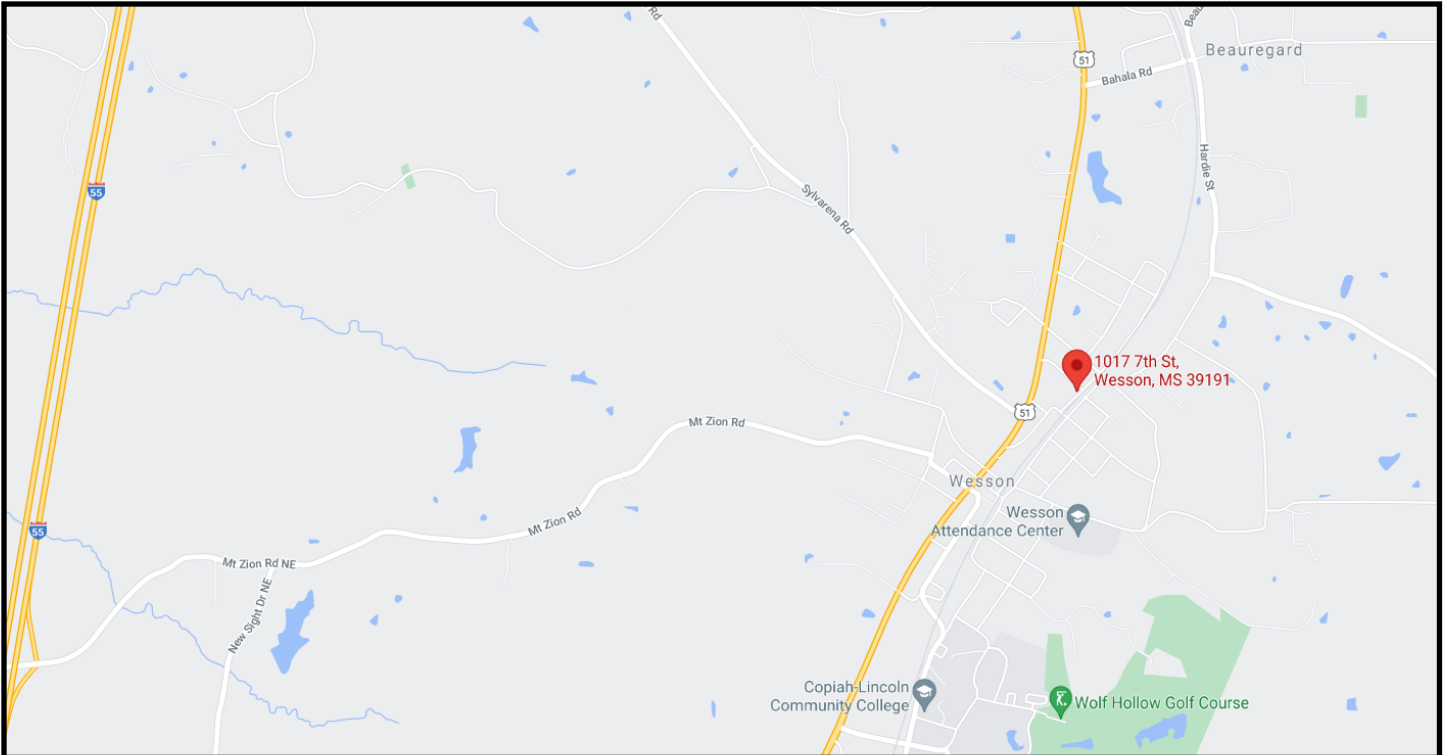 Rd
Beau
Beauregard
51
Bahala Rd
Hardie St
55
Sylvarena Rd
1017 7th St,
Wesson, MS 39191
51
Mt Zion Rd
Wesson
Wesson
Attendance Center
Mt Zion Rd
55
Mt Zion Rd NE
New Sight Dr NE
Copiah-Lincoln
Community College
Wolf Hollow Golf Course